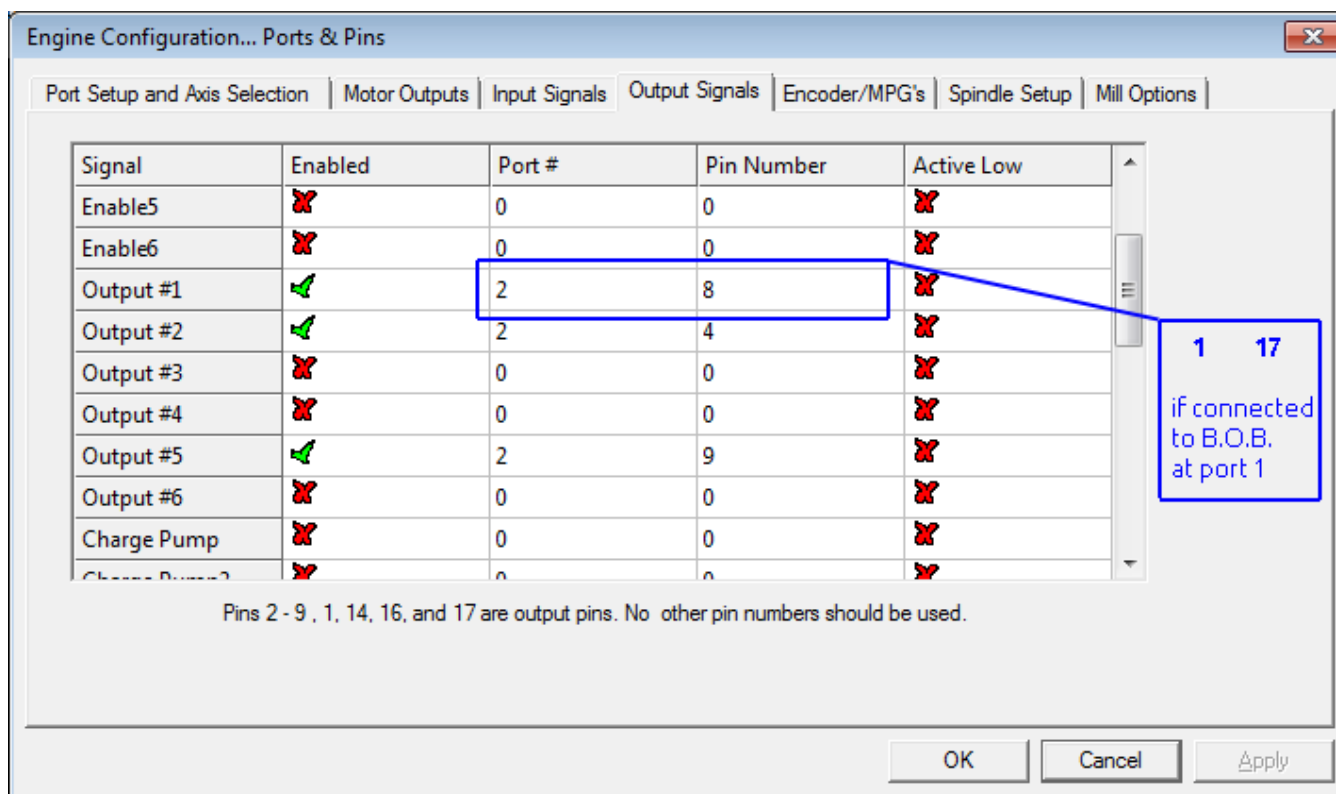 Engine Configuration... Ports & Pins
Port Setup and Axis Selection Motor Outputs Input Signals Output Signals Encoder/MPG's Spindle Setup Mill Options
Signal Enabled Port # Pin Number Active Low
Enable5 0 0
Enable6 0 0
Output #1 2 8
Output #2 2 4
Output #3 0 0
Output #4 0 0
Output #5 2 9
Output #6 0 0
Charge Pump 0 0
Charge Pump2 0 0
1 17
if connected
to B.O.B.
at port 1
Pins 2 - 9 , 1, 14, 16, and 17 are output pins. No other pin numbers should be used.
OK Cancel Apply